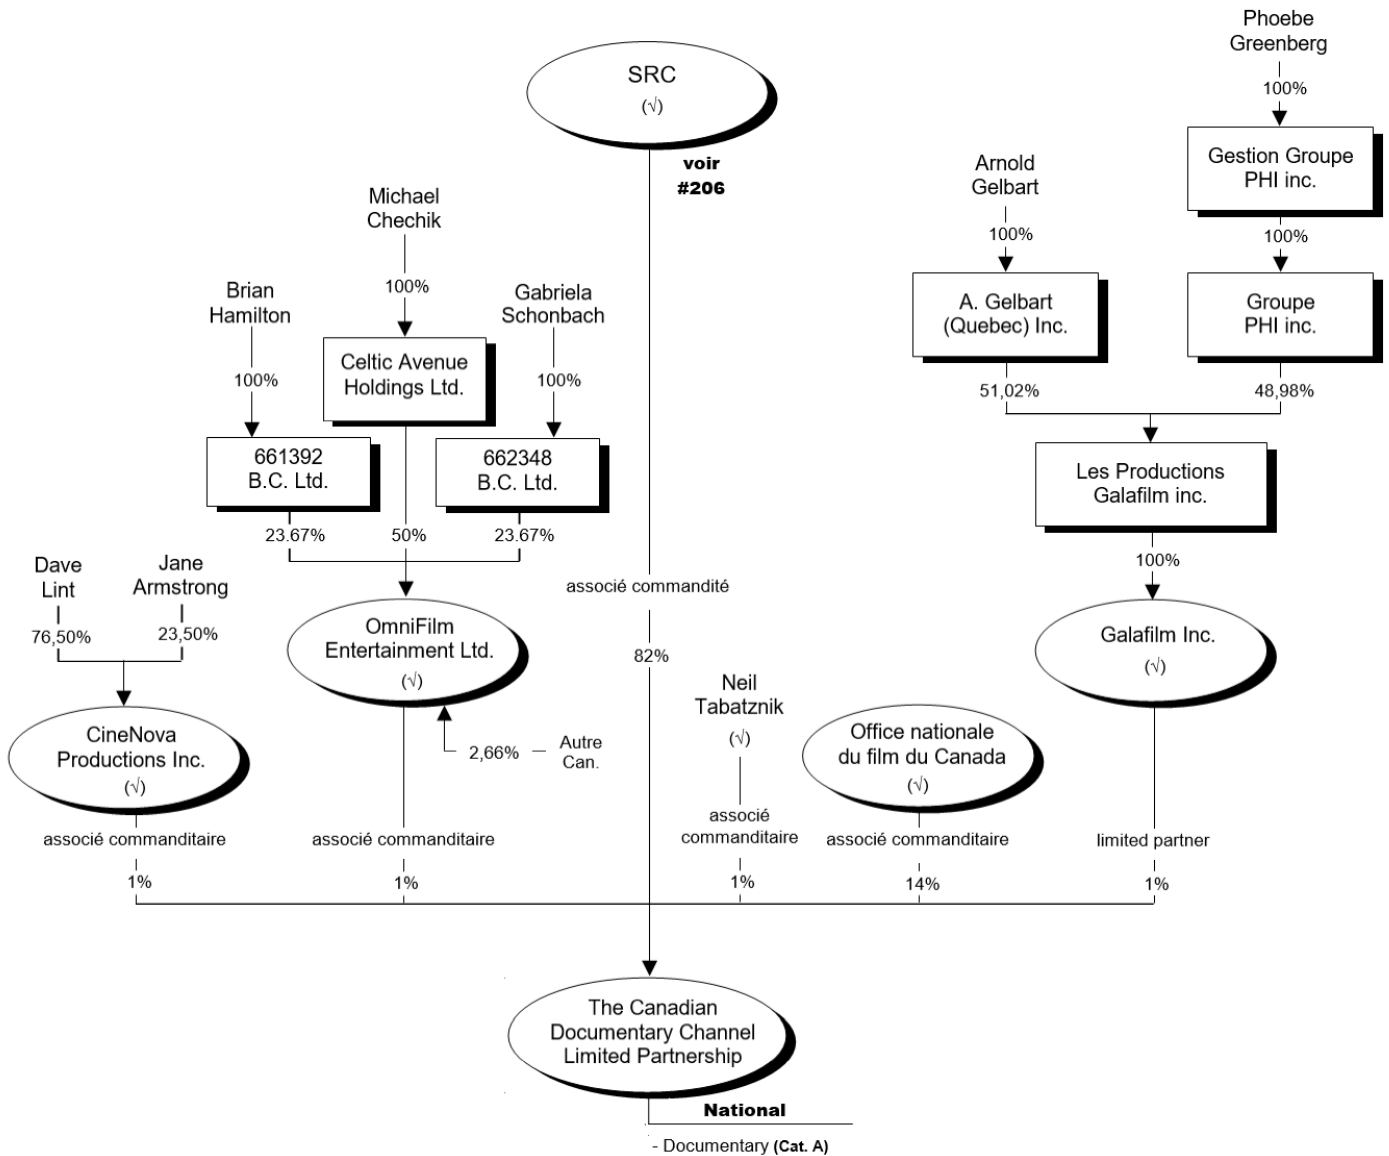 Phoebe
Greenberg
100%
Gestion Groupe
PHI inc.
100%
Groupe
PHI inc.
48,98%
SRC
(√)
voir
#206
Arnold
Gelbart
100%
A. Gelbart
(Quebec) Inc.
51,02%
Les Productions
Galafilm inc.
100%
Galafilm Inc.
(√)
limited partner
1%
Michael
Chechik
100%
Celtic Avenue
Holdings Ltd.
50%
Brian
Hamilton
100%
661392
B.C. Ltd.
23.67%
Gabriela
Schonbach
100%
662348
B.C. Ltd.
23.67%
OmniFilm
Entertainment Ltd.
(√)
2,66%
Autre
Can.
associé commanditaire
1%
Dave
Lint
76,50%
Jane
Armstrong
23,50%
CineNova
Productions Inc.
(√)
associé commanditaire
1%
associé commandité
82%
Neil
Tabatznik
(√)
associé
commanditaire
1%
Office nationale
du film du Canada
(√)
associé commanditaire
14%
The Canadian
Documentary Channel
Limited Partnership
National
- Documentary (Cat. A)